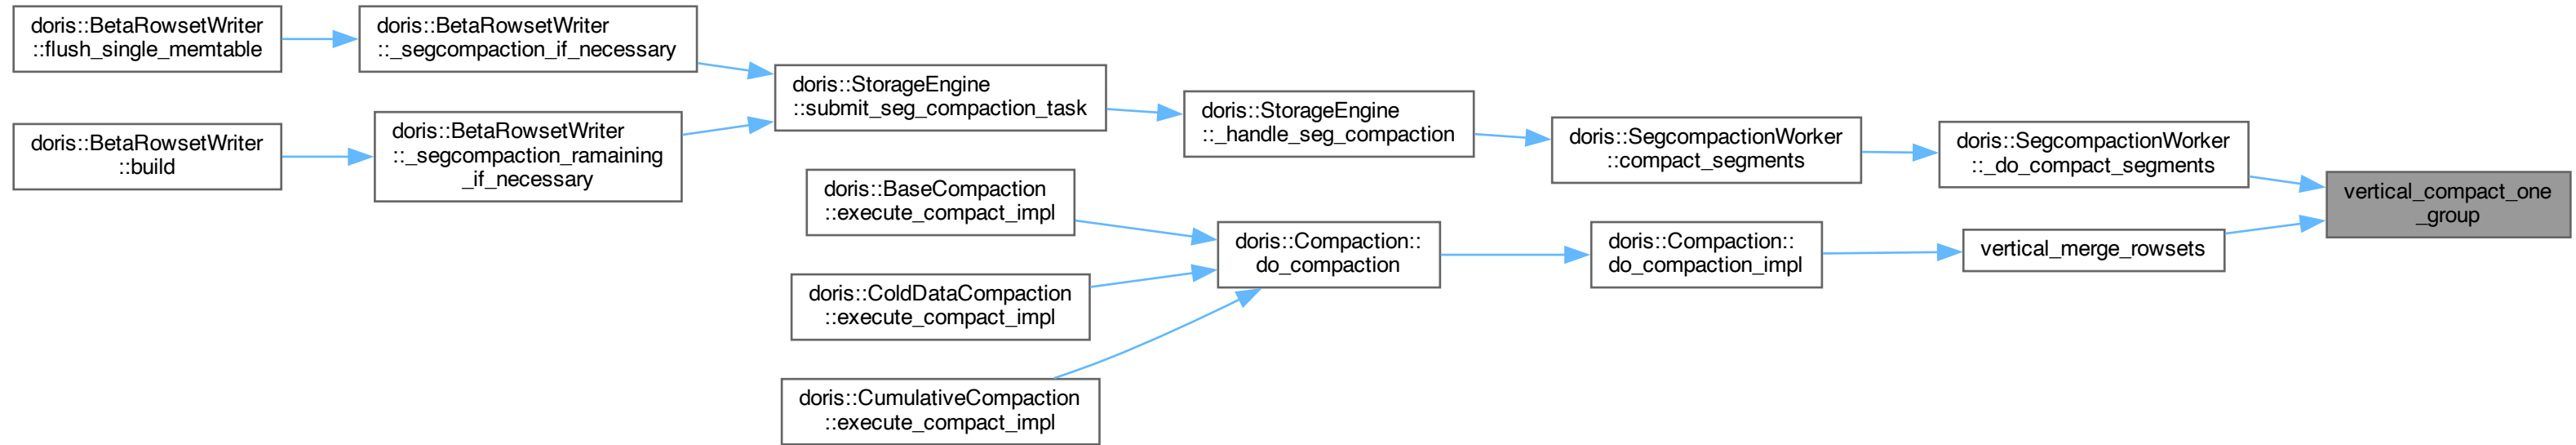 doris::BetaRowsetWriter
::flush_single_memtable
doris::BetaRowsetWriter
::_segcompaction_if_necessary
doris::StorageEngine
::submit_seg_compaction_task
doris::BetaRowsetWriter
::build
doris::BetaRowsetWriter
::_segcompaction_ramaining
_if_necessary
doris::StorageEngine
::_handle_seg_compaction
doris::SegcompactionWorker
::compact_segments
doris::SegcompactionWorker
::_do_compact_segments
vertical_compact_one
_group
doris::BaseCompaction
::execute_compact_impl
doris::Compaction::
do_compaction
doris::Compaction::
do_compaction_impl
vertical_merge_rowsets
doris::ColdDataCompaction
::execute_compact_impl
doris::CumulativeCompaction
::execute_compact_impl